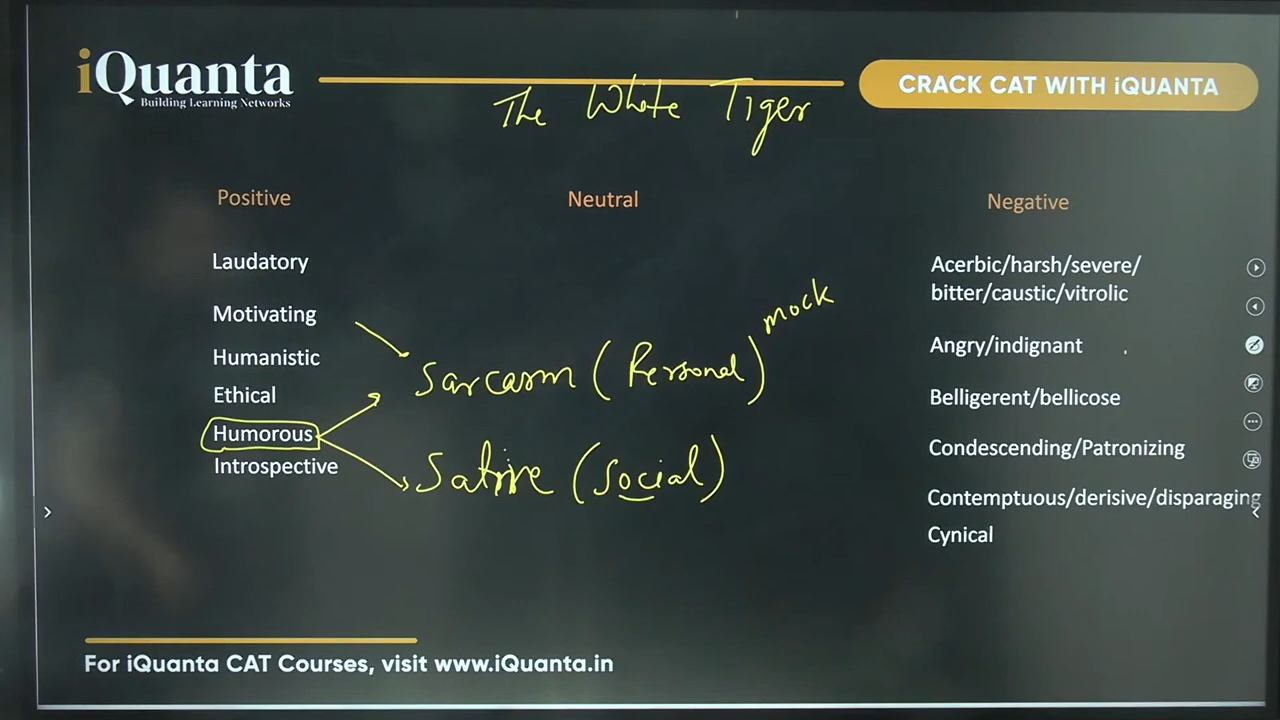 iQuanta
Building Learning Networks
CRACK CAT WITH iQUANTA
The White Tiger
Positive
Neutral
Negative
Laudatory
Motivating
Humanistic
Ethical
Humorous
Introspective
mock
Sarcasm (Personal)
Satire (Social)
Acerbic/harsh/severe/
bitter/caustic/vitrolic
Angry/indignant
Belligerent/bellicose
Condescending/Patronizing
Contemptuous/derisive/disparaging
Cynical
For iQuanta CAT Courses, visit www.iQuanta.in